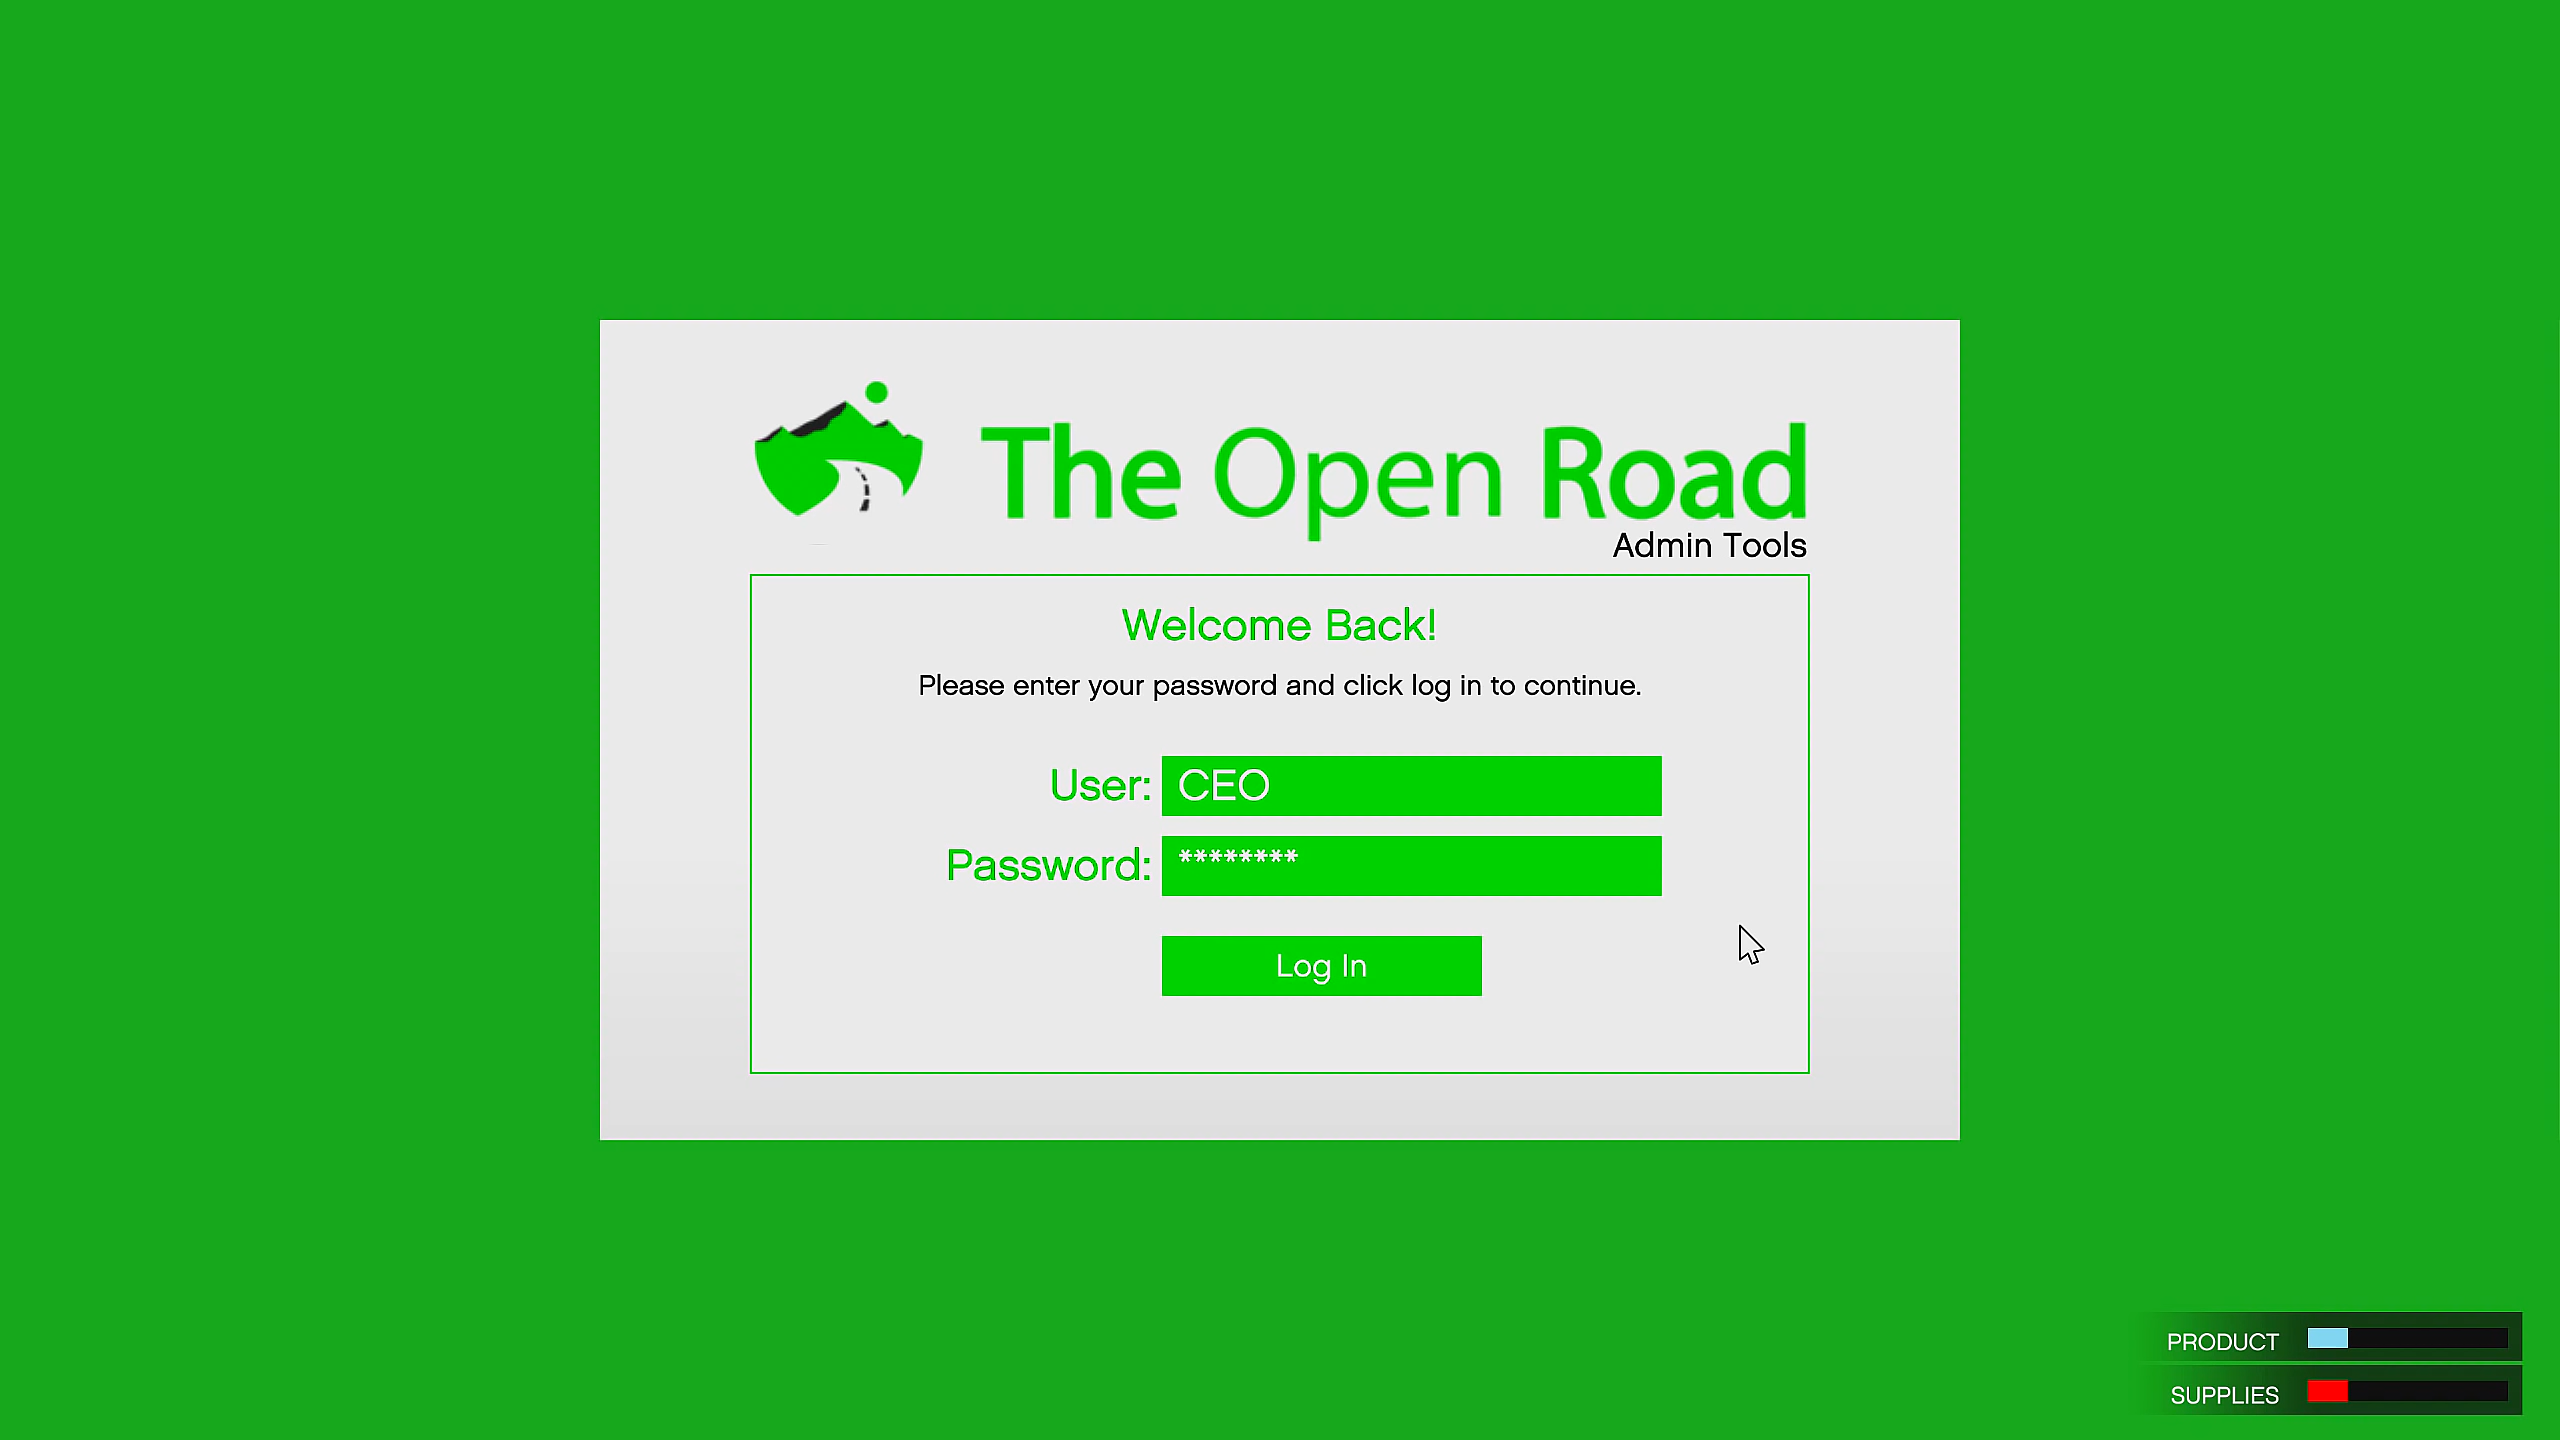 The Open Road
Admin Tools
Welcome Back!
Please enter your password and click log in to continue.
User: CEO
Password: ********
Log In
PRODUCT
SUPPLIES